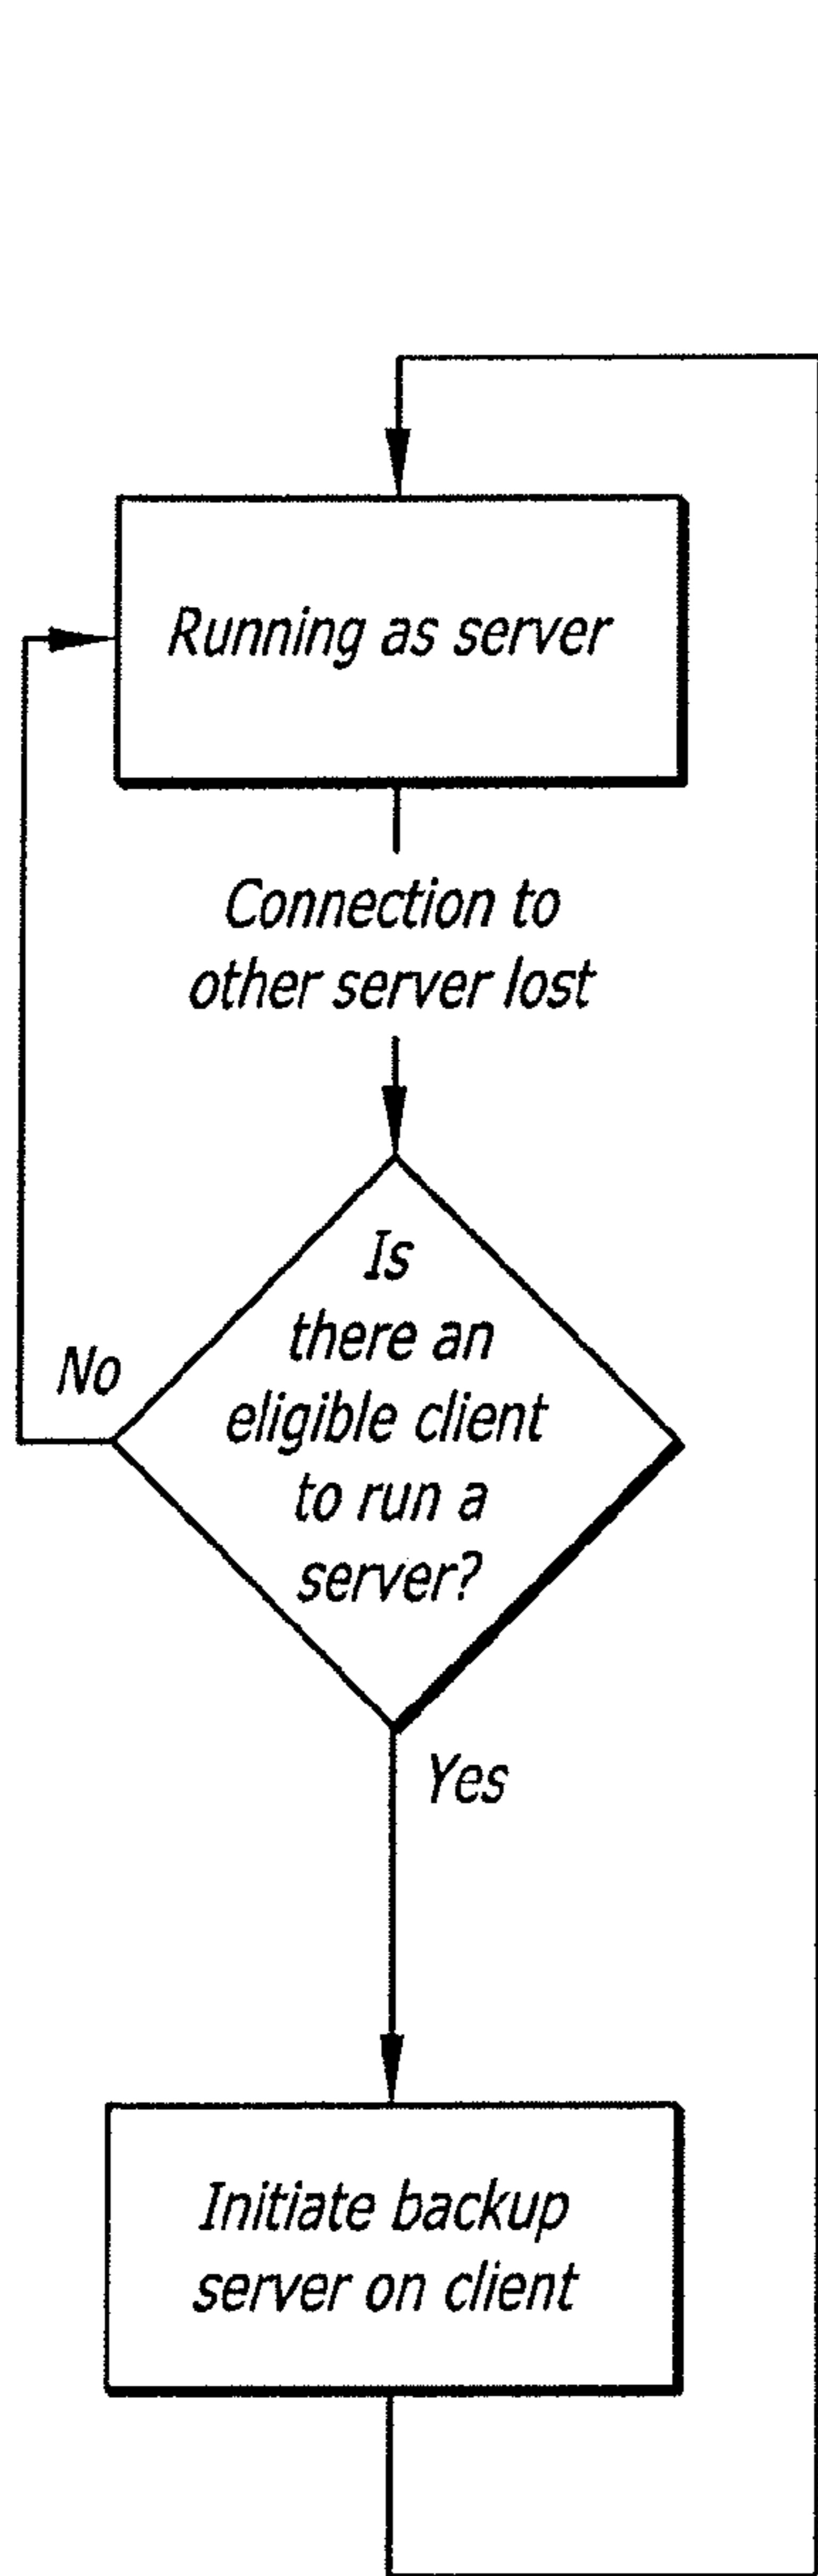 Running as server
Connection to
other server lost
Is
there an
eligible client
to run a
server?
No
Yes
Initiate backup
server on client